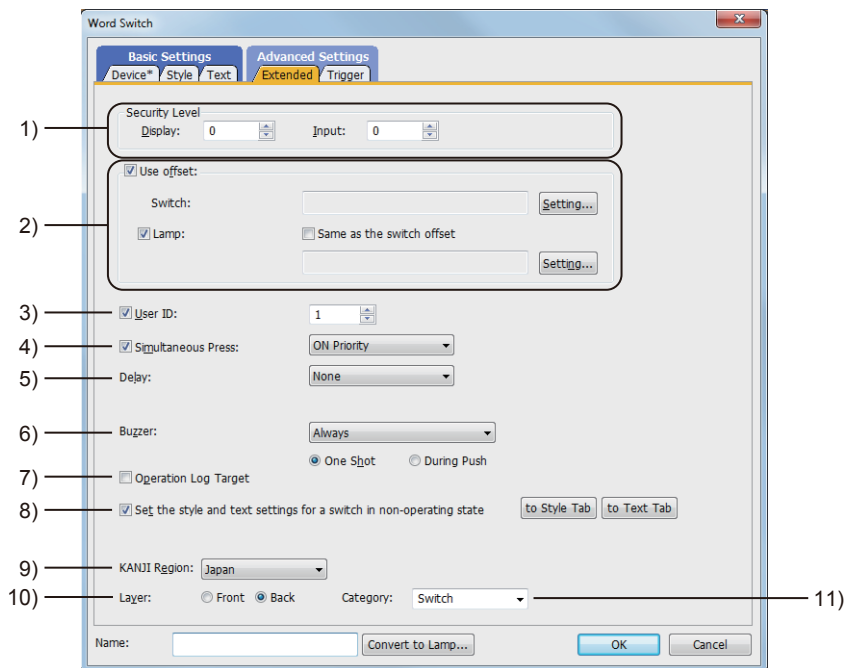 Word Switch
x
Basic Settings Advanced Settings
Device* Style Text Extended Trigger
1) Security Level
Display: 0 Input: 0
Use offset:
Switch: Setting...
2) Lamp: Same as the switch offset
Setting...
3) User ID: 1
4) Simultaneous Press: ON Priority
5) Delay: None
6) Buzzer: Always
One Shot During Push
7) Operation Log Target
8) Set the style and text settings for a switch in non-operating state to Style Tab to Text Tab
9) KANJI Region: Japan
10) Layer: Front Back Category: Switch 11)
Name: Convert to Lamp... OK Cancel